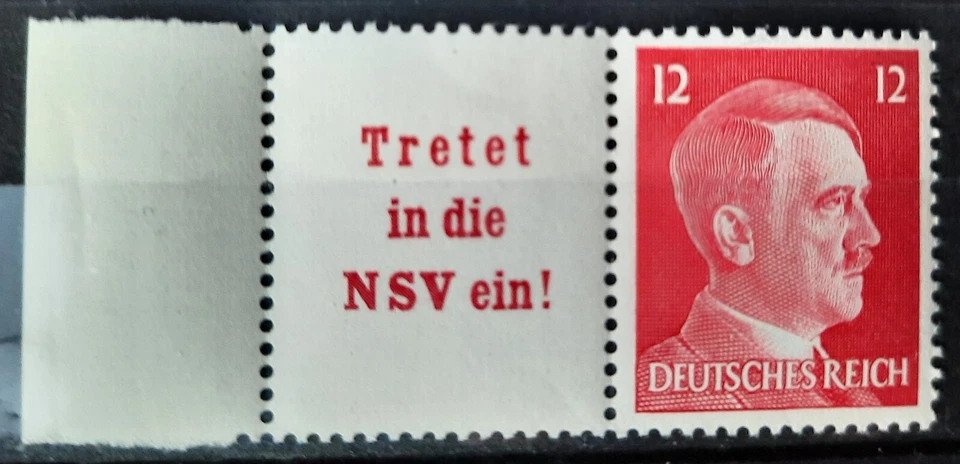 Tretet
in die
NSV ein!
12 12
DEUTSCHES REICH